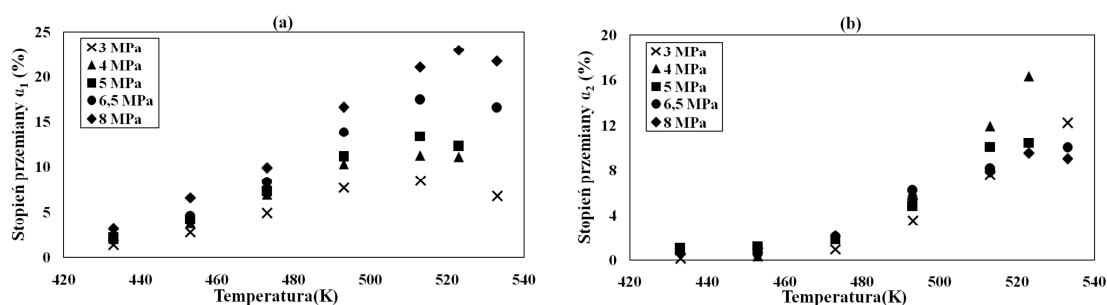 (a)
25
20
15
10
5
0
Stopień przemiany α₁ (%)
3 MPa
4 MPa
5 MPa
6,5 MPa
8 MPa
420 440 460 480 500 520 540
Temperatura(K)
(b)
20
16
12
8
4
0
Stopień przemiany α₂ (%)
3 MPa
4 MPa
5 MPa
6,5 MPa
8 MPa
420 440 460 480 500 520 540
Temperatura(K)